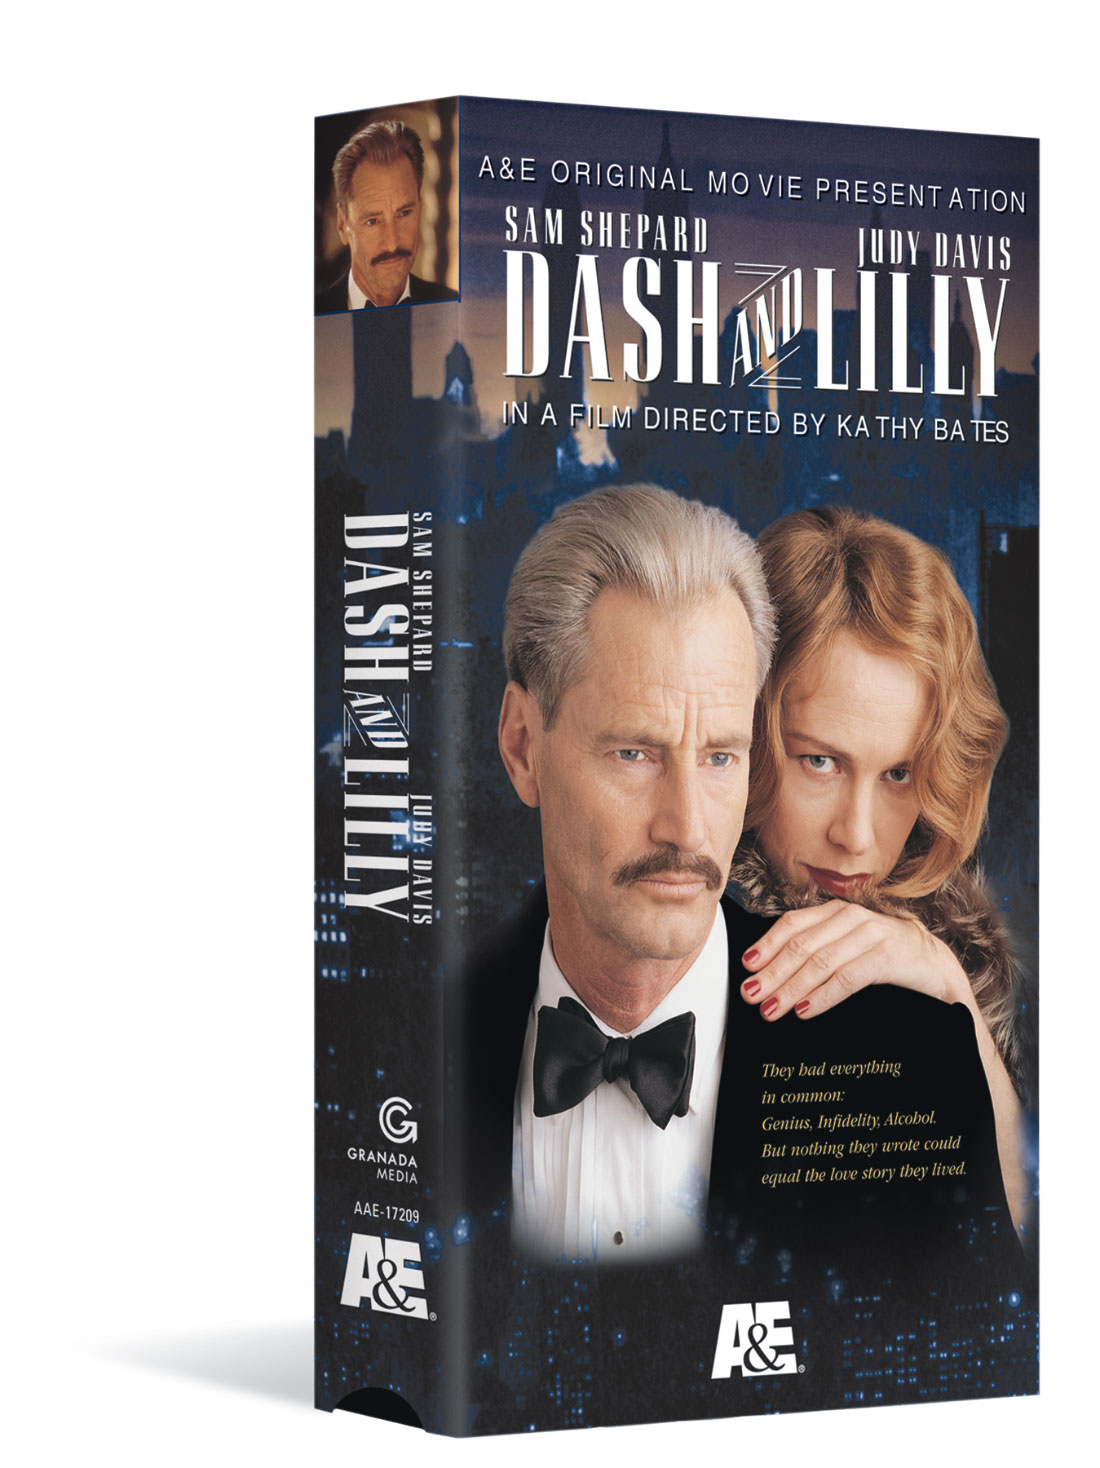 A&E ORIGINAL MOVIE PRESENTATION
SAM SHEPARD JUDY DAVIS
DASH AND LILLY
IN A FILM DIRECTED BY KATHY BATES
They had everything
in common:
Genius, Infidelity, Alcohol.
But nothing they wrote could
equal the love story they lived.
A&E®
SAM SHEPARD JUDY DAVIS
DASH AND LILLY
G
GRANADA
MEDIA
AAE-17209
A&E®